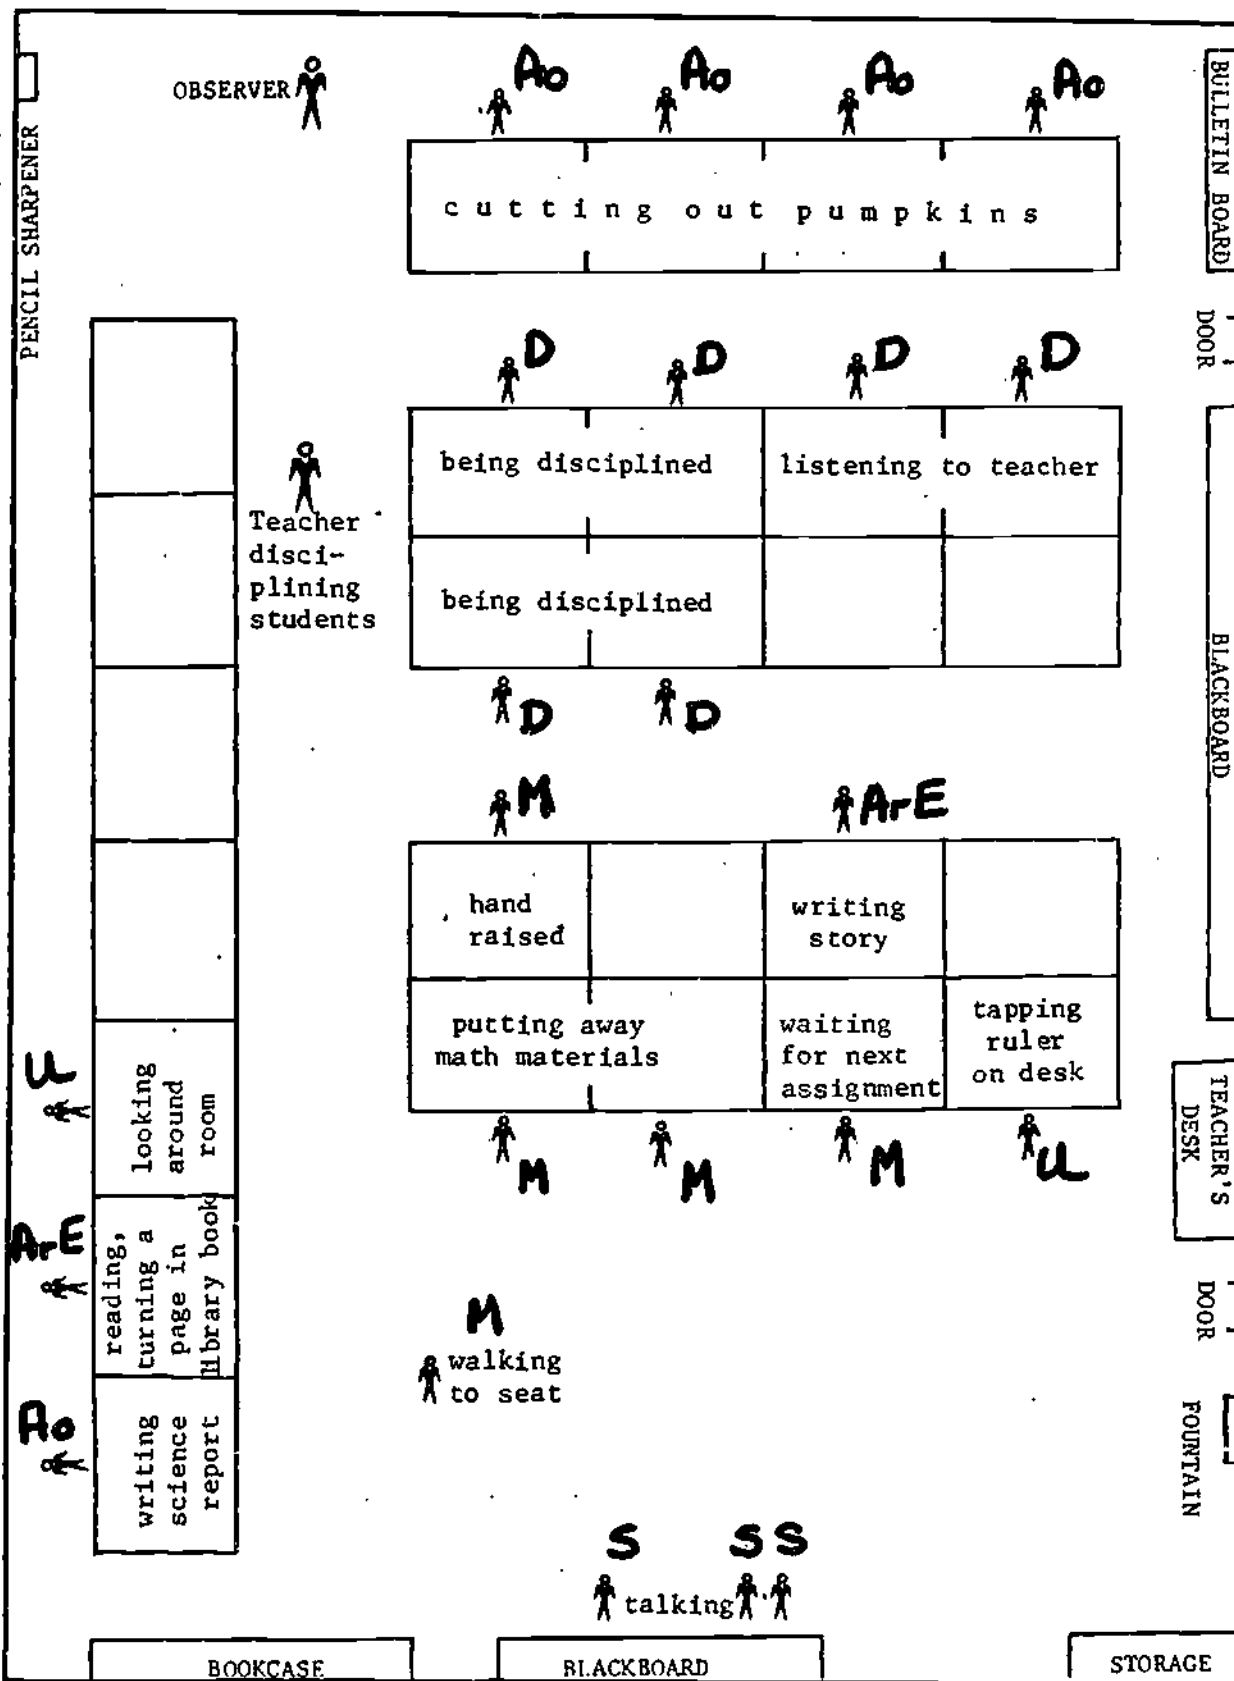 OBSERVER
Ao Ao Ao Ao
PENCIL SHARPENER
BULLETIN BOARD
cutting out pumpkins
DOOR
D D D D
being disciplined
listening to teacher
Teacher
disci-
plining
students
being disciplined
BLACKBOARD
D D
M
ArE
hand
raised
writing
story
putting away
math materials
waiting
for next
assignment
tapping
ruler
on desk
M M M U
TEACHER'S
DESK
U
looking
around
room
ArE
reading,
turning a
page in
library book
DOOR
M
walking
to seat
Ao
writing
science
report
FOUNTAIN
S S S
talking
BOOKCASE
BLACKBOARD
STORAGE